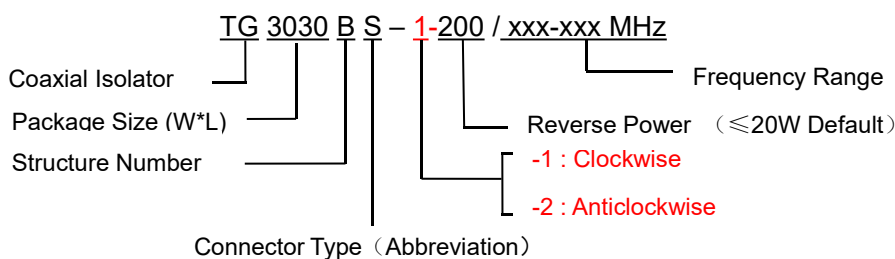 TG 3030 B S – 1-200 / xxx-xxx MHz
Coaxial Isolator
Frequency Range
Package Size (W*L)
Reverse Power （≤20W Default）
Structure Number
-1 : Clockwise
-2 : Anticlockwise
Connector Type（Abbreviation）